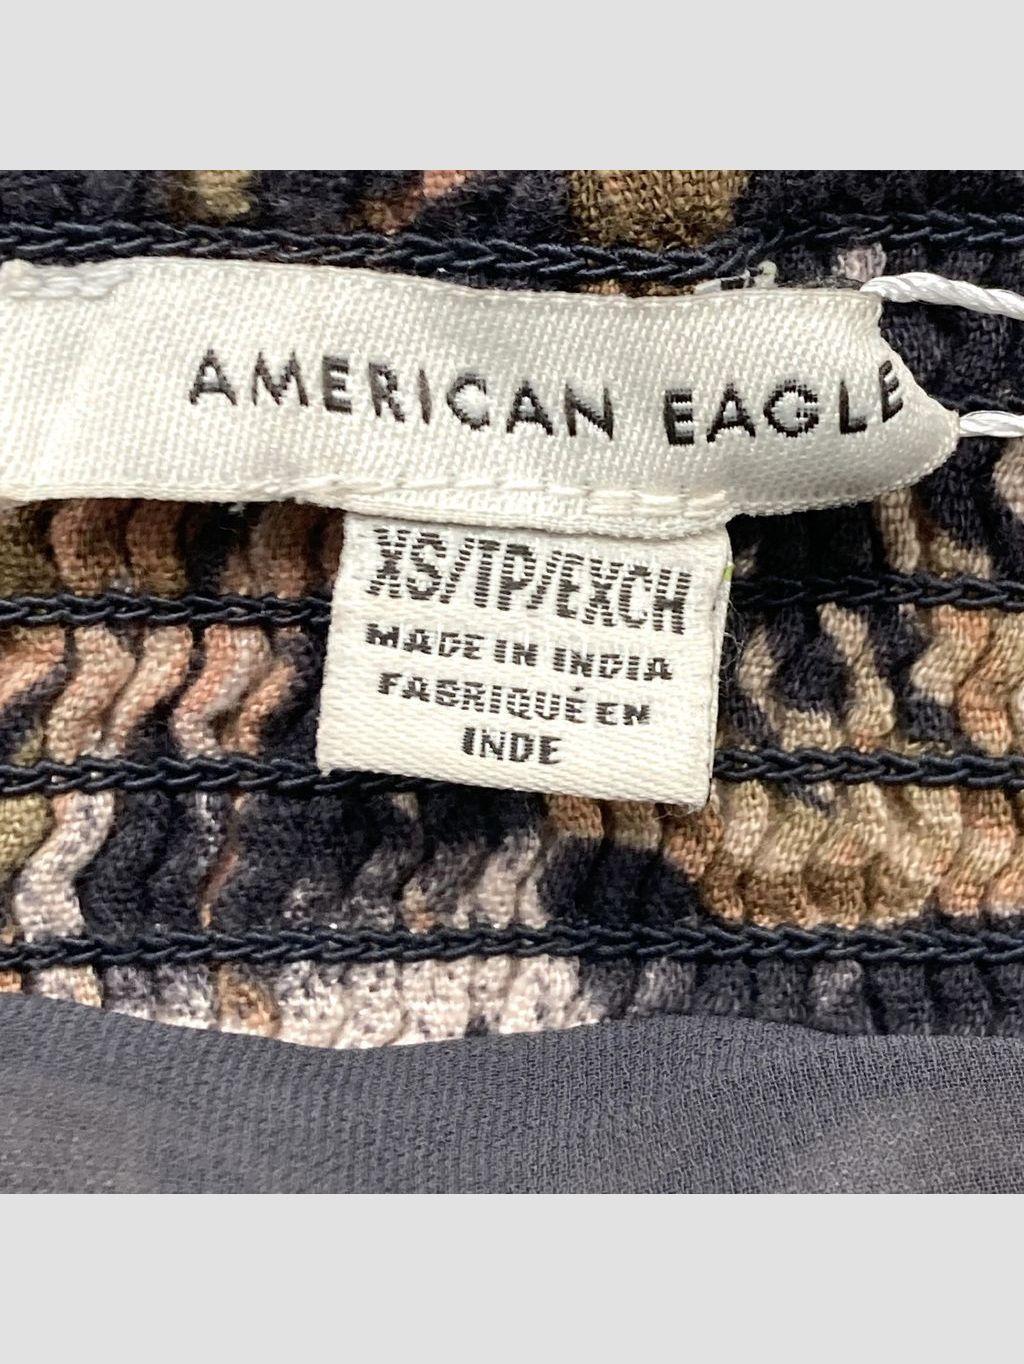 AMERICAN EAGLE
XS/TP/EXCH
MADE IN INDIA
FABRIQUÉ EN
INDE